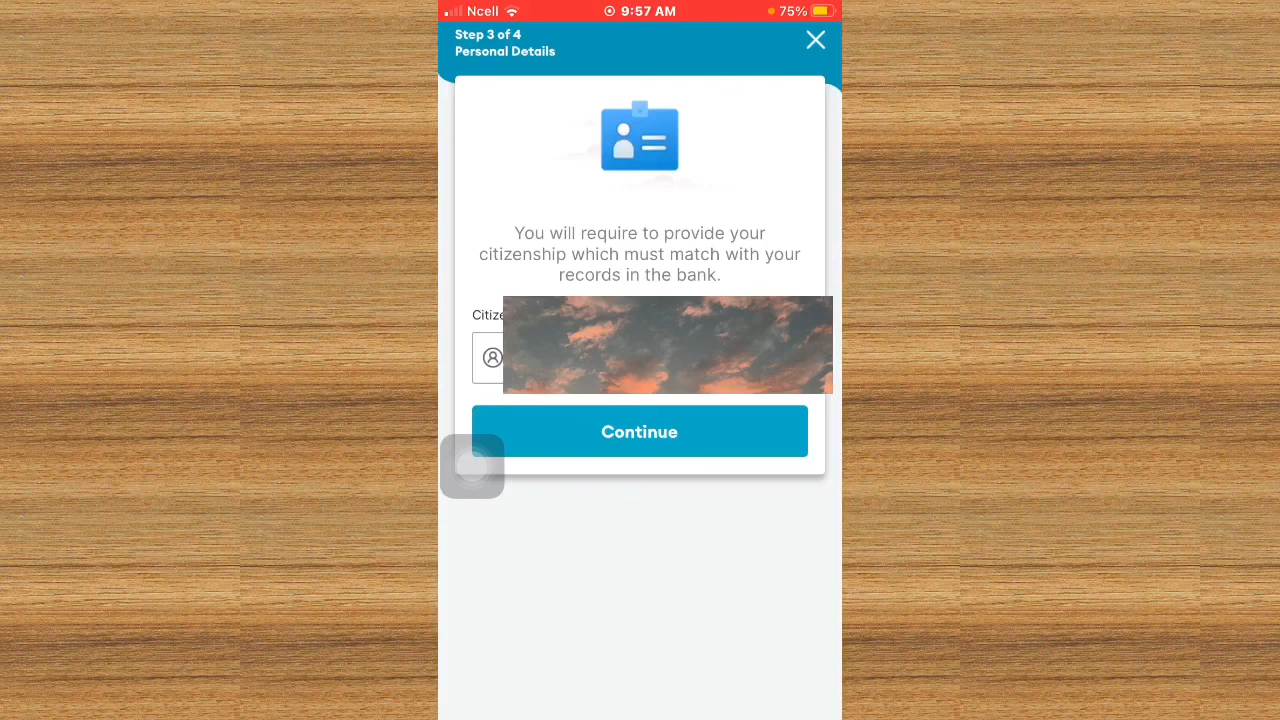 Ncell
9:57 AM
75%
Step 3 of 4
Personal Details
You will require to provide your
citizenship which must match with your
records in the bank.
Continue